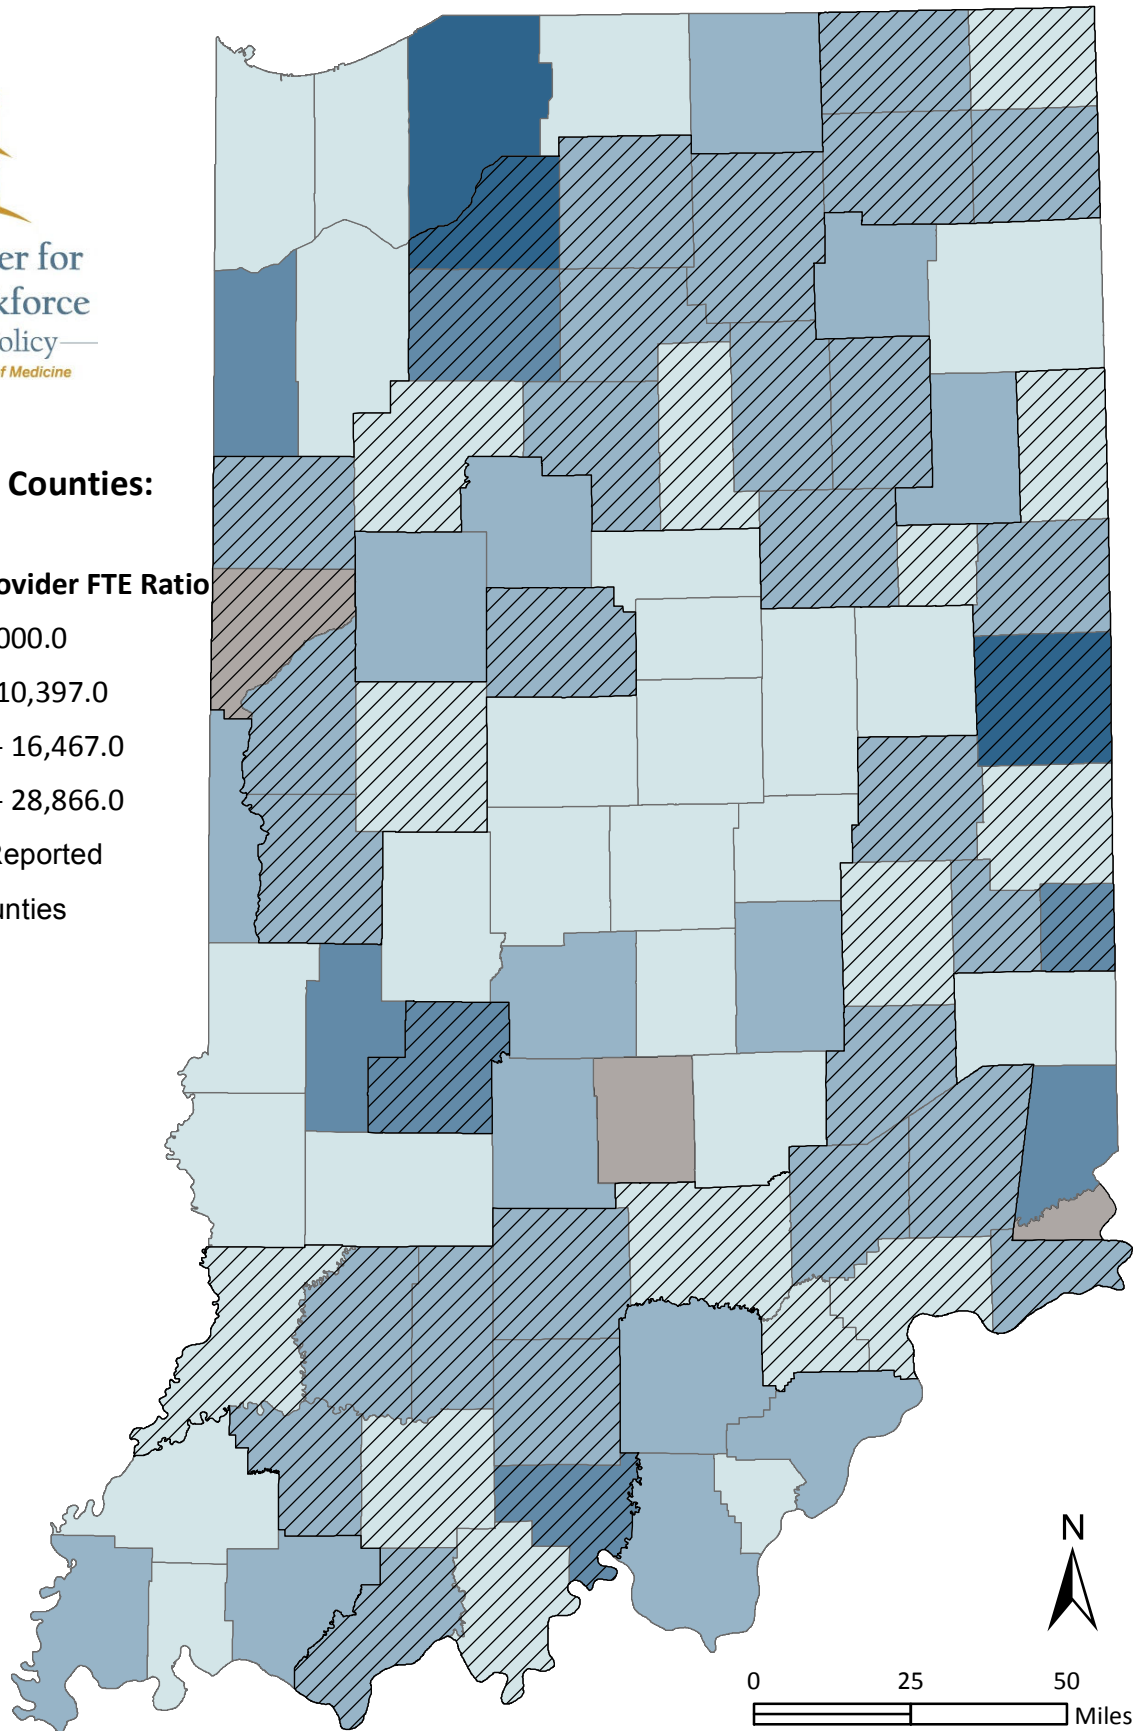 er for
kforce
olicy
f Medicine
Counties:
ovider FTE Ratio
000.0
10,397.0
- 16,467.0
- 28,866.0
Reported
unties
N
0 25 50
Miles